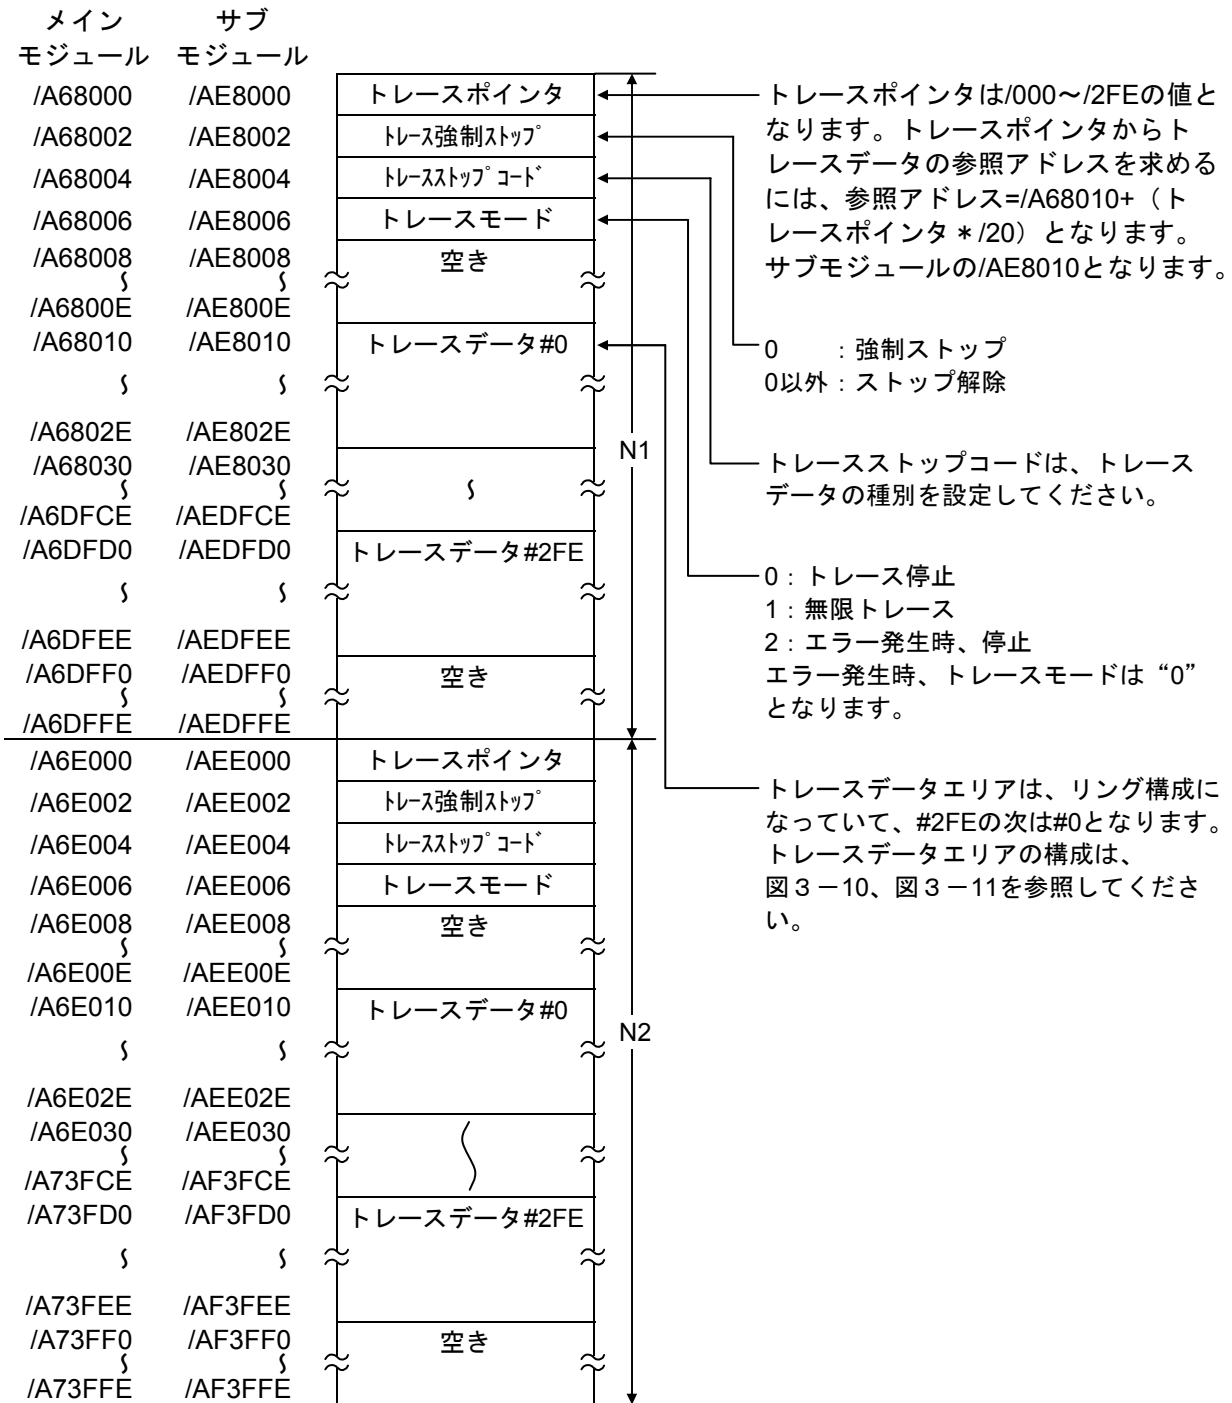 メイン サブ
モジュール モジュール
/A68000 /AE8000 トレースポインタ
/A68002 /AE8002 ﾄﾚｰｽ強制ｽﾄｯﾌﾟ
/A68004 /AE8004 ﾄﾚｰｽｽﾄｯﾌﾟｺｰﾄﾞ
/A68006 /AE8006 トレースモード
/A68008 /AE8008 空き
∫ ∫
/A6800E /AE800E
/A68010 /AE8010 トレースデータ#0
∫ ∫
/A6802E /AE802E
/A68030 /AE8030
∫ ∫ ∫
/A6DFCE /AEDFCE
/A6DFD0 /AEDFD0 トレースデータ#2FE
∫ ∫
/A6DFEE /AEDFEE
/A6DFF0 /AEDFF0 空き
∫ ∫
/A6DFFE /AEDFFE
N1
/A6E000 /AEE000 トレースポインタ
/A6E002 /AEE002 ﾄﾚｰｽ強制ｽﾄｯﾌﾟ
/A6E004 /AEE004 ﾄﾚｰｽｽﾄｯﾌﾟｺｰﾄﾞ
/A6E006 /AEE006 トレースモード
/A6E008 /AEE008 空き
∫ ∫
/A6E00E /AEE00E
/A6E010 /AEE010 トレースデータ#0
∫ ∫
/A6E02E /AEE02E
/A6E030 /AEE030
∫ ∫ ∫
/A73FCE /AF3FCE
/A73FD0 /AF3FD0 トレースデータ#2FE
∫ ∫
/A73FEE /AF3FEE
/A73FF0 /AF3FF0 空き
∫ ∫
/A73FFE /AF3FFE
N2
トレースポインタは/000～/2FEの値と
なります。トレースポインタからト
レースデータの参照アドレスを求める
には、参照アドレス=/A68010+（ト
レースポインタ＊/20）となります。
サブモジュールの/AE8010となります。
0 ：強制ストップ
0以外：ストップ解除
トレースストップコードは、トレース
データの種別を設定してください。
0：トレース停止
1：無限トレース
2：エラー発生時、停止
エラー発生時、トレースモードは“0”
となります。
トレースデータエリアは、リング構成に
なっていて、#2FEの次は#0となります。
トレースデータエリアの構成は、
図３－10、図３－11を参照してくださ
い。